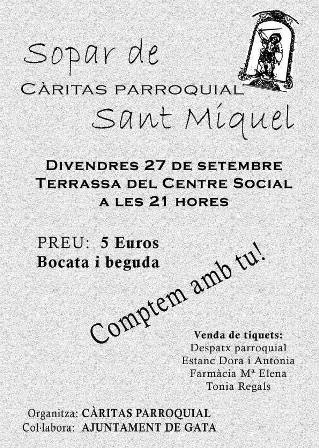 Sopar de
CÀRITAS PARROQUIAL
Sant Miquel
DIVENDRES 27 DE SETEMBRE
TERRASSA DEL CENTRE SOCIAL
A LES 21 HORES
PREU: 5 Euros
Bocata i beguda
Comptem amb tu!
Venda de tiquets:
Despatx parroquial
Estanc Dora i Antònia
Farmàcia Mª Elena
Tonia Regals
Organitza: CÀRITAS PARROQUIAL
Col·labora: AJUNTAMENT DE GATA